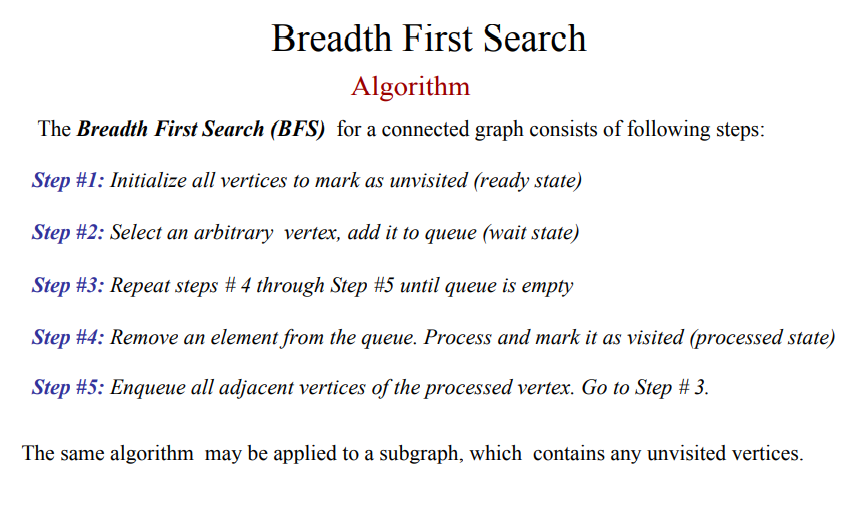 Breadth First Search
Algorithm
The Breadth First Search (BFS) for a connected graph consists of following steps:
Step #1: Initialize all vertices to mark as unvisited (ready state)
Step #2: Select an arbitrary vertex, add it to queue (wait state)
Step #3: Repeat steps # 4 through Step #5 until queue is empty
Step #4: Remove an element from the queue. Process and mark it as visited (processed state)
Step #5: Enqueue all adjacent vertices of the processed vertex. Go to Step # 3.
The same algorithm may be applied to a subgraph, which contains any unvisited vertices.